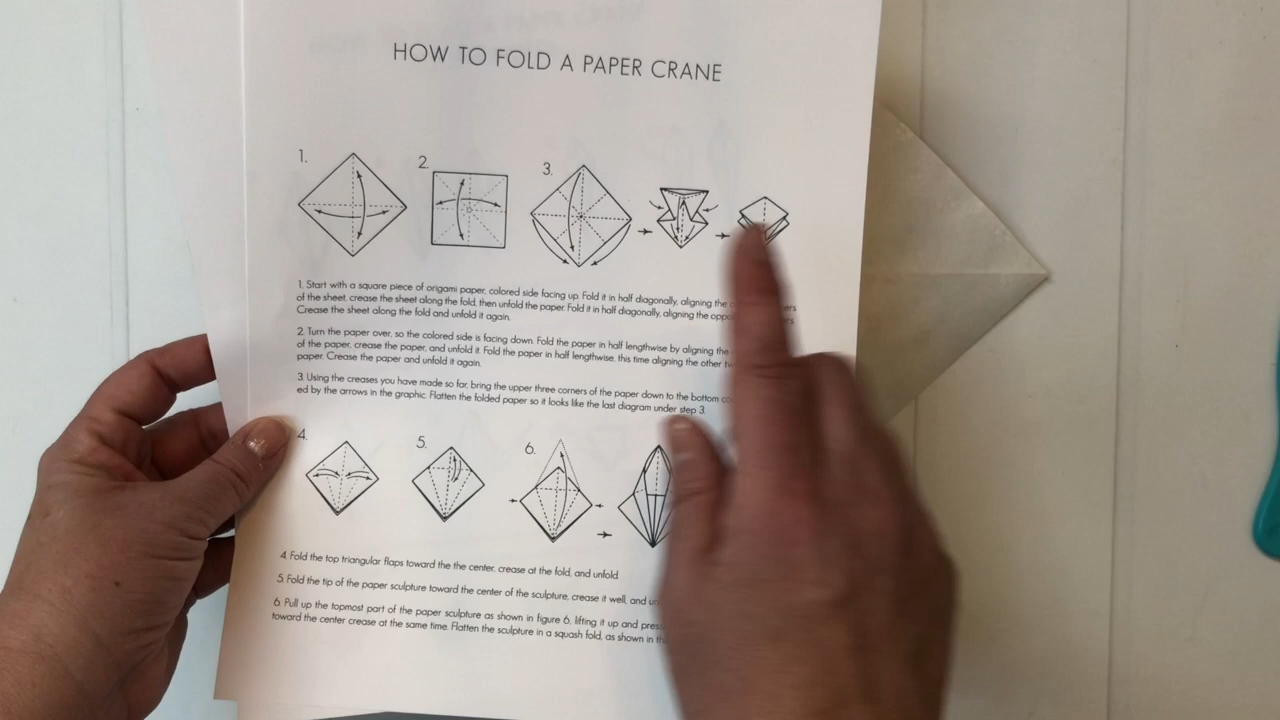 HOW TO FOLD A PAPER CRANE
1.
2.
3.
1. Start with a square piece of origami paper, colored side facing up. Fold it in half diagonally, aligning the
of the sheet, crease the sheet along the fold, then unfold the paper. Fold it in half diagonally, aligning the
Crease the sheet along the fold and unfold it again.
2. Turn the paper over, so the colored side is facing down. Fold the paper in half lengthwise by aligning the
of the paper, crease the paper, and unfold it. Fold the paper in half lengthwise, this time aligning the other
paper. Crease the paper and unfold it again.
3. Using the creases you have made so far, bring the upper three corners of the paper down to the bottom
ed by the arrows in the graphic. Flatten the folded paper so it looks like the last diagram under step 3.
4.
5.
6.
4. Fold the top triangular flaps toward the the center, crease at the fold, and unfold.
5. Fold the tip of the paper sculpture toward the center of the sculpture, crease it well, and
6. Pull up the topmost part of the paper sculpture as shown in figure 6, lifting it up and
toward the center crease at the same time. Flatten the sculpture in a squash fold, as shown in